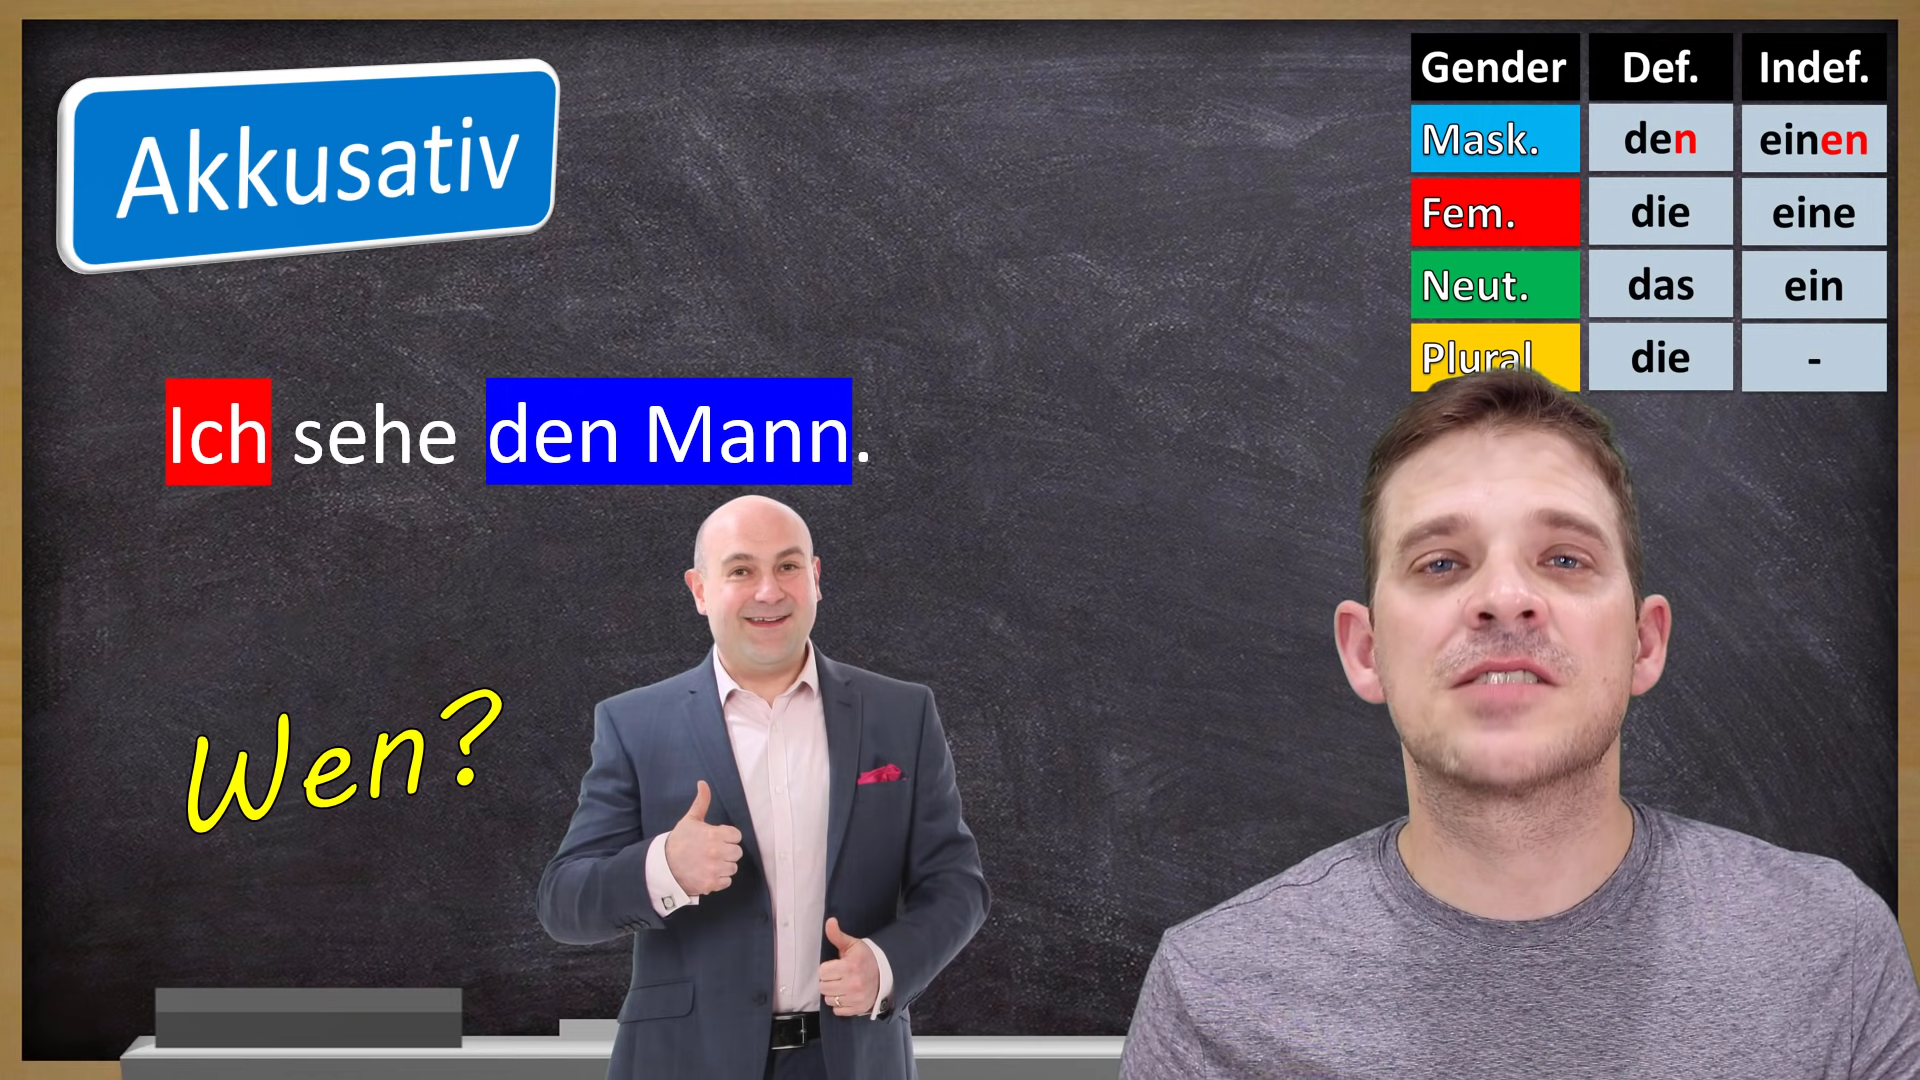 Akkusativ
Gender Def. Indef.
Mask. den einen
Fem. die eine
Neut. das ein
Plural die -
Ich sehe den Mann.
Wen?